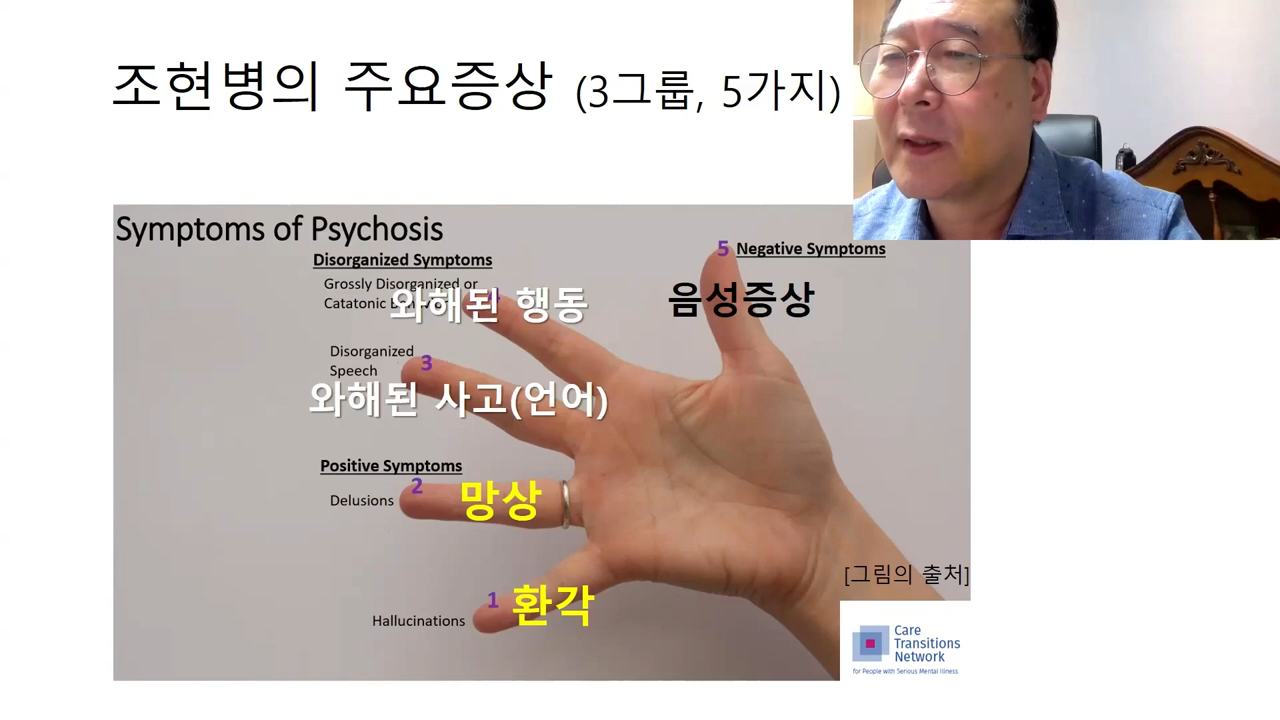 조현병의 주요증상 (3그룹, 5가지)
Symptoms of Psychosis
Disorganized Symptoms
Grossly Disorganized or
Catatonic
와해된 행동
5 Negative Symptoms
음성증상
Disorganized
Speech
3
와해된 사고(언어)
Positive Symptoms
2
Delusions
망상
1
환각
Hallucinations
[그림의 출처]
Care
Transitions
Network
for People with Serious Mental Illness